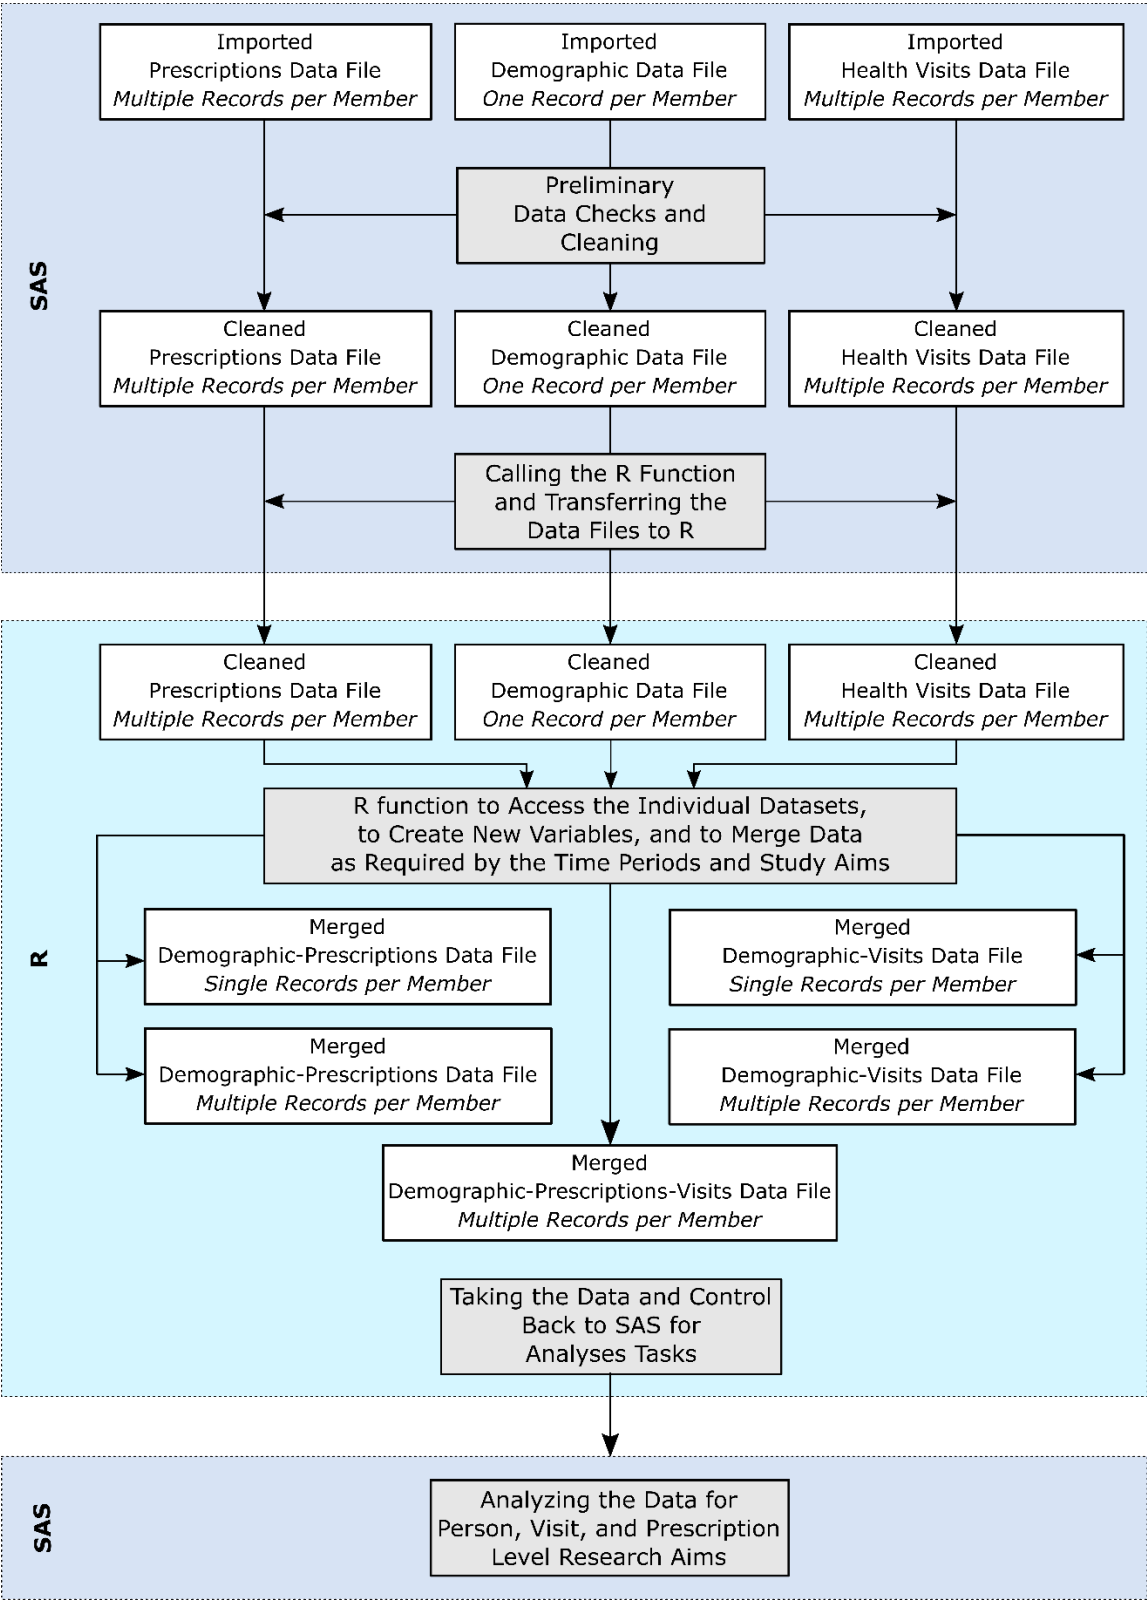 SAS
Imported
Prescriptions Data File
Multiple Records per Member
Imported
Demographic Data File
One Record per Member
Imported
Health Visits Data File
Multiple Records per Member
Preliminary
Data Checks and
Cleaning
Cleaned
Prescriptions Data File
Multiple Records per Member
Cleaned
Demographic Data File
One Record per Member
Cleaned
Health Visits Data File
Multiple Records per Member
Calling the R Function
and Transferring the
Data Files to R
R
Cleaned
Prescriptions Data File
Multiple Records per Member
Cleaned
Demographic Data File
One Record per Member
Cleaned
Health Visits Data File
Multiple Records per Member
R function to Access the Individual Datasets,
to Create New Variables, and to Merge Data
as Required by the Time Periods and Study Aims
Merged
Demographic-Prescriptions Data File
Single Records per Member
Merged
Demographic-Visits Data File
Single Records per Member
Merged
Demographic-Prescriptions Data File
Multiple Records per Member
Merged
Demographic-Visits Data File
Multiple Records per Member
Merged
Demographic-Prescriptions-Visits Data File
Multiple Records per Member
Taking the Data and Control
Back to SAS for
Analyses Tasks
SAS
Analyzing the Data for
Person, Visit, and Prescription
Level Research Aims